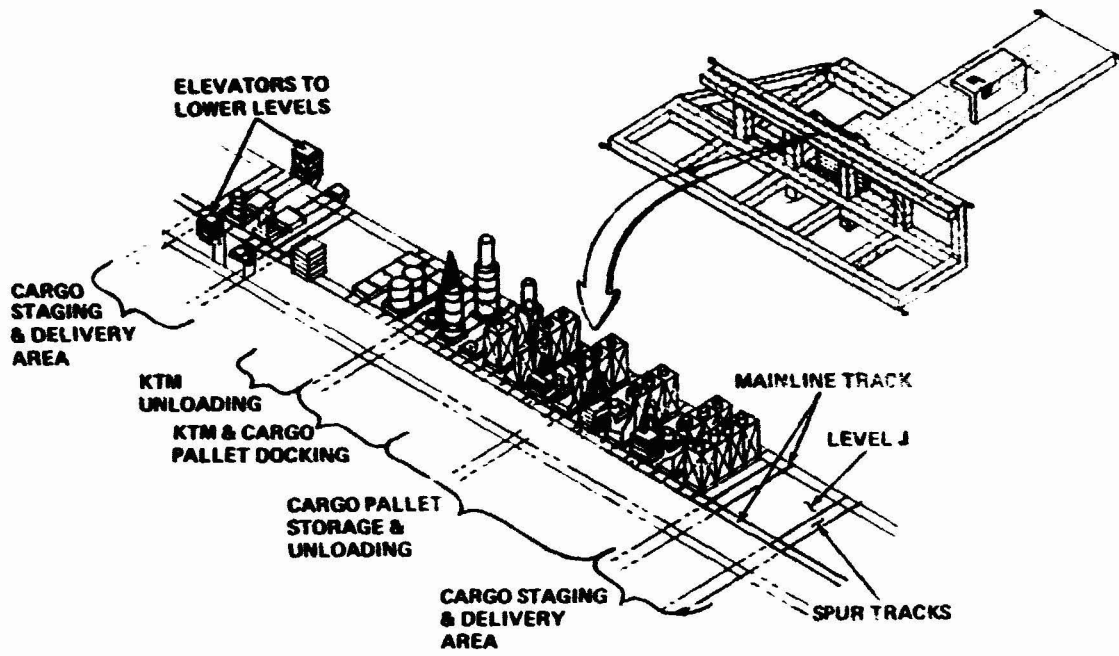 ELEVATORS TO
LOWER LEVELS
CARGO
STAGING
& DELIVERY
AREA
KTM
UNLOADING
KTM & CARGO
PALLET DOCKING
CARGO PALLET
STORAGE &
UNLOADING
CARGO STAGING
& DELIVERY
AREA
MAINLINE TRACK
LEVEL J
SPUR TRACKS